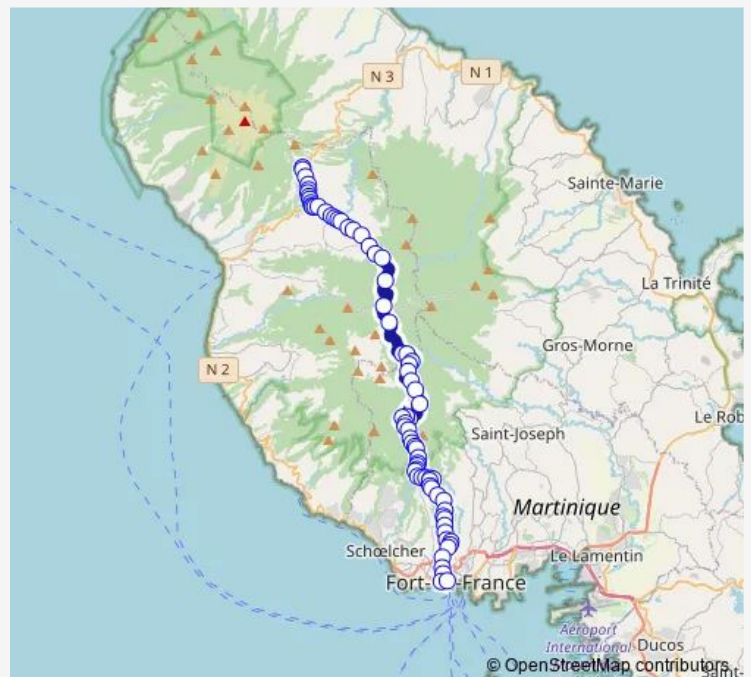 N 3
N 1
Sainte-Marie
La Trinité
Gros-Morne
N 2
Le Rob
Saint-Joseph
Martinique
Schœlcher
Le Lamentin
Fort-
-France
Aéroport
International
Ducos
© OpenStreetMap contributors
Saint-